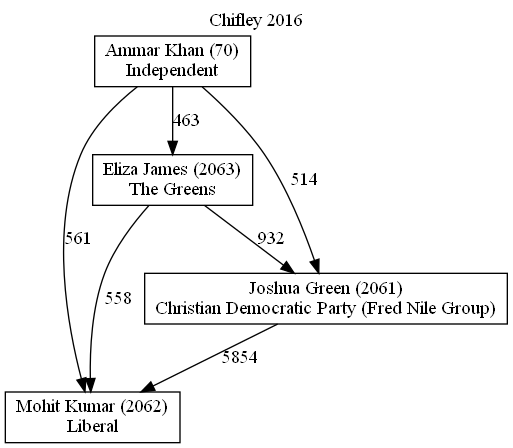 Chifley 2016
Ammar Khan (70)
Independent
463
Eliza James (2063)
The Greens
514
561
932
558
Joshua Green (2061)
Christian Democratic Party (Fred Nile Group)
5854
Mohit Kumar (2062)
Liberal